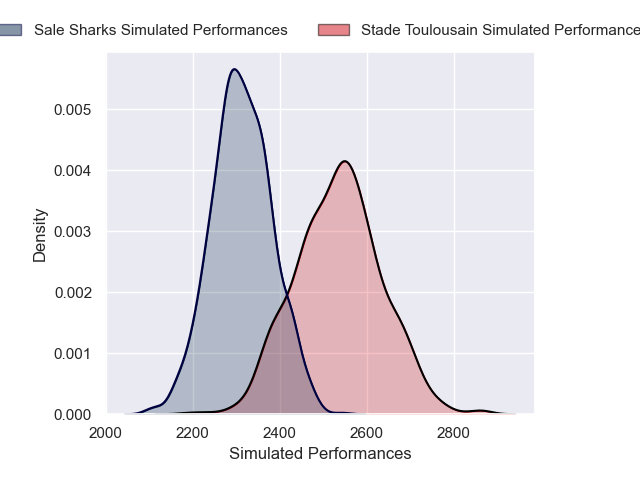 Sale Sharks Simulated Performances Stade Toulousain Simulated Performance
0.005
0.004
0.003
0.002
0.001
0.000
Density
2000 2200 2400 2600 2800
Simulated Performances